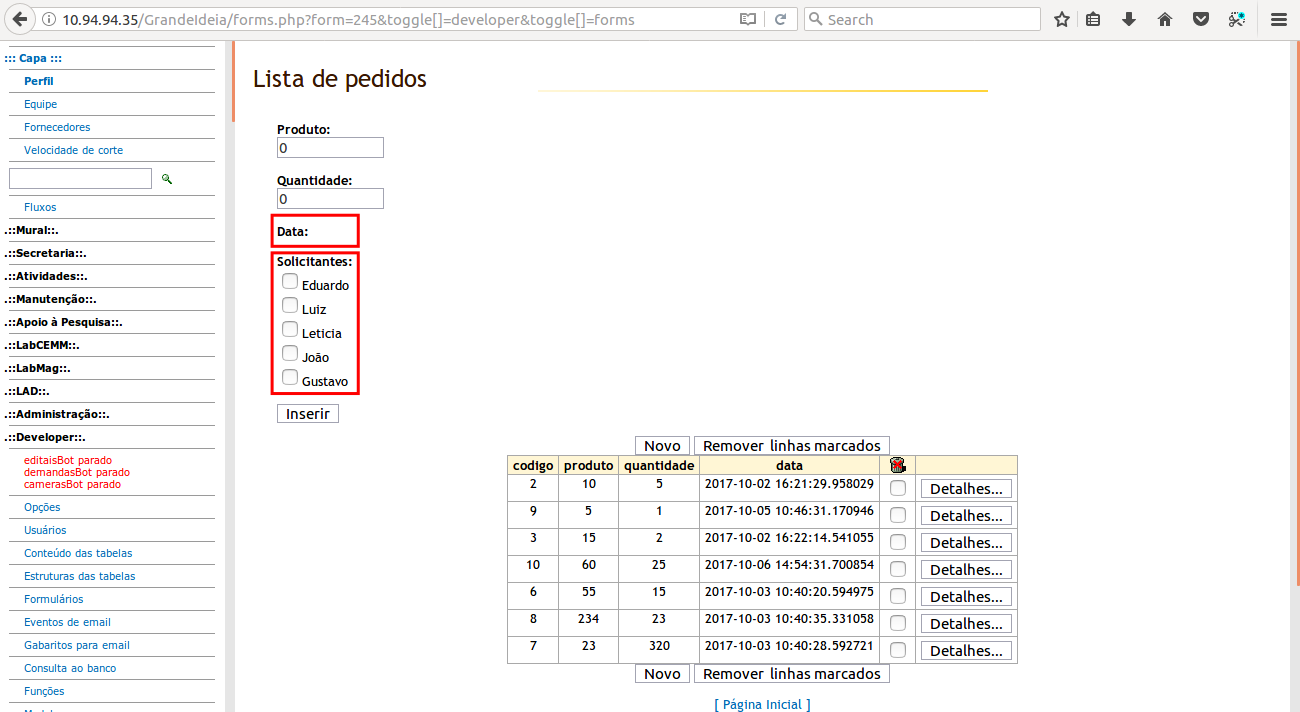 10.94.94.35/GrandeIdeia/forms.php?form=245&toggle[]=developer&toggle[]=forms
Search
::: Capa :::
Perfil
Equipe
Fornecedores
Velocidade de corte
Fluxos
.::Mural::.
.::Secretaria::.
.::Atividades::.
.::Manutenção::.
.::Apoio à Pesquisa::.
.::LabCEMM::.
.::LabMag::.
.::LAD::.
.::Administração::.
.::Developer::.
editaisBot parado
demandasBot parado
camerasBot parado
Opções
Usuários
Conteúdo das tabelas
Estruturas das tabelas
Formulários
Eventos de email
Gabaritos para email
Consulta ao banco
Funções
Lista de pedidos
Produto:
0
Quantidade:
0
Data:
Solicitantes:
Eduardo
Luiz
Leticia
João
Gustavo
Inserir
Novo Remover linhas marcados
codigo produto quantidade data
2 10 5 2017-10-02 16:21:29.958029 Detalhes...
9 5 1 2017-10-05 10:46:31.170946 Detalhes...
3 15 2 2017-10-02 16:22:14.541055 Detalhes...
10 60 25 2017-10-06 14:54:31.700854 Detalhes...
6 55 15 2017-10-03 10:40:20.594975 Detalhes...
8 234 23 2017-10-03 10:40:35.331058 Detalhes...
7 23 320 2017-10-03 10:40:28.592721 Detalhes...
Novo Remover linhas marcados
[ Página Inicial ]